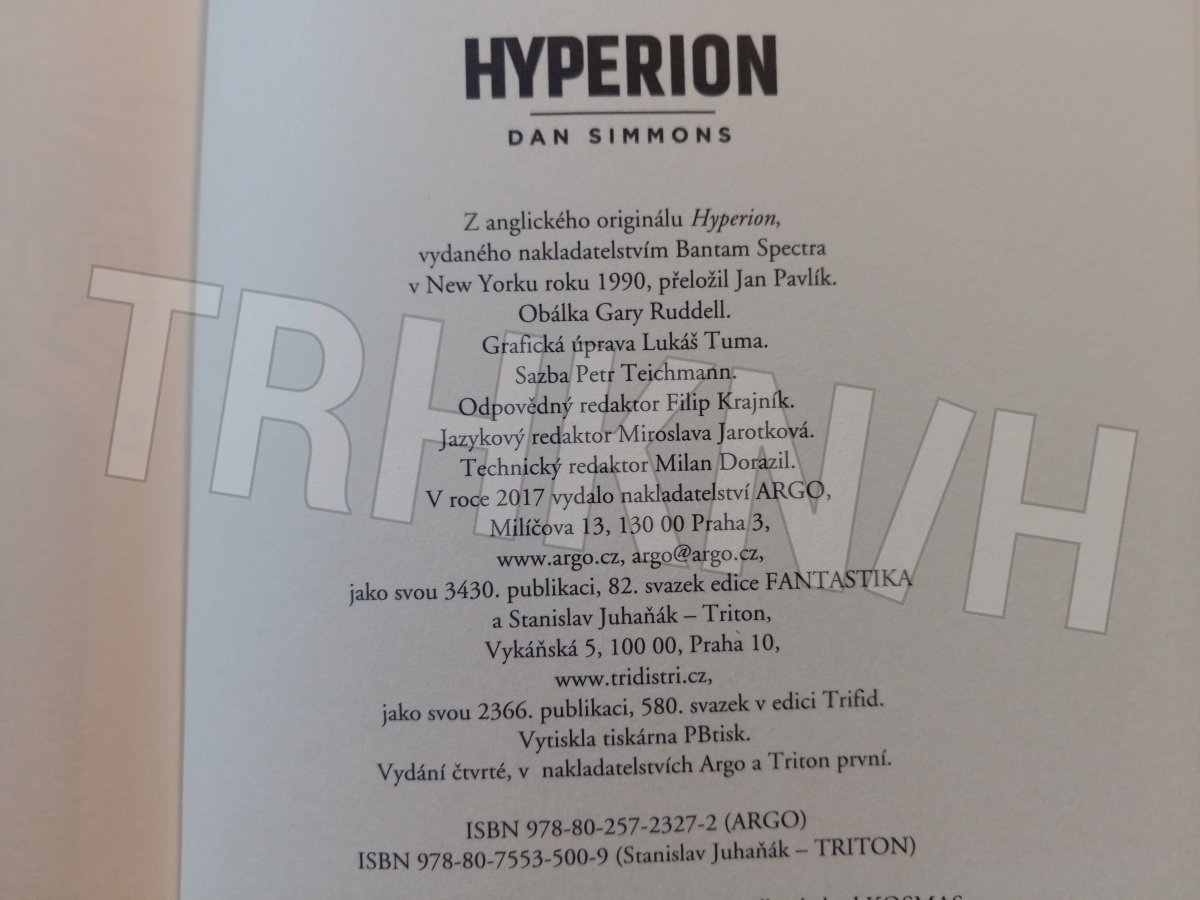 HYPERION
DAN SIMMONS
Z anglického originálu Hyperion,
vydaného nakladatelstvím Bantam Spectra
v New Yorku roku 1990, přeložil Jan Pavlík.
Obálka Gary Ruddell.
Grafická úprava Lukáš Tuma.
Sazba Petr Teichmann.
Odpovědný redaktor Filip Krajník.
Jazykový redaktor Miroslava Jarotková.
Technický redaktor Milan Dorazil.
V roce 2017 vydalo nakladatelství ARGO,
Milíčova 13, 130 00 Praha 3,
www.argo.cz, argo@argo.cz,
jako svou 3430. publikaci, 82. svazek edice FANTASTIKA
a Stanislav Juhaňák – Triton,
Vykáňská 5, 100 00, Praha 10,
www.tridistri.cz,
jako svou 2366. publikaci, 580. svazek v edici Trifid.
Vytiskla tiskárna PBtisk.
Vydání čtvrté, v nakladatelstvích Argo a Triton první.
ISBN 978-80-257-2327-2 (ARGO)
ISBN 978-80-7553-500-9 (Stanislav Juhaňák – TRITON)
KOSMAS
TRHKN/H